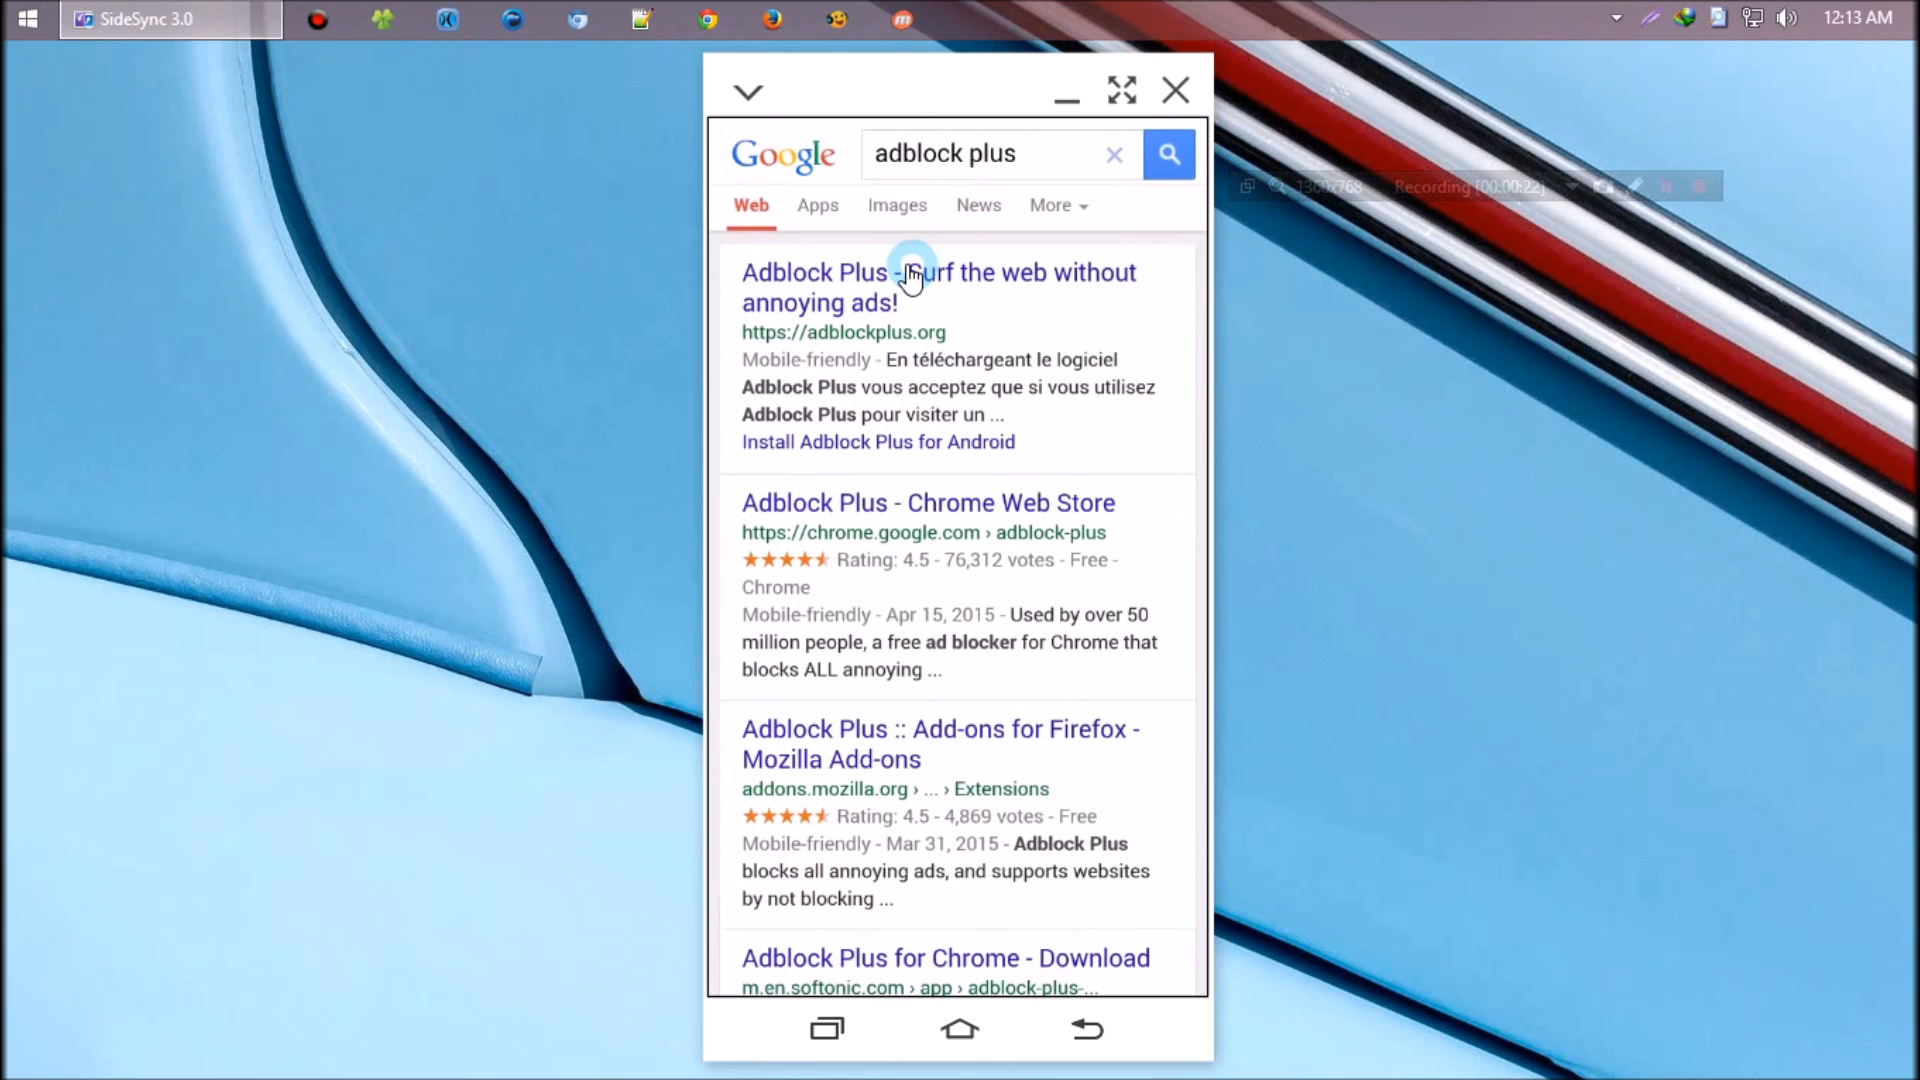 SideSync 3.0
12:13 AM
Google
adblock plus
1360x768 Recording [00:00:22]
Web Apps Images News More
Adblock Plus - Surf the web without
annoying ads!
https://adblockplus.org
Mobile-friendly - En téléchargeant le logiciel
Adblock Plus vous acceptez que si vous utilisez
Adblock Plus pour visiter un ...
Install Adblock Plus for Android
Adblock Plus - Chrome Web Store
https://chrome.google.com › adblock-plus
Rating: 4.5 - 76,312 votes - Free -
Chrome
Mobile-friendly - Apr 15, 2015 - Used by over 50
million people, a free ad blocker for Chrome that
blocks ALL annoying ...
Adblock Plus :: Add-ons for Firefox -
Mozilla Add-ons
addons.mozilla.org › ... › Extensions
Rating: 4.5 - 4,869 votes - Free
Mobile-friendly - Mar 31, 2015 - Adblock Plus
blocks all annoying ads, and supports websites
by not blocking ...
Adblock Plus for Chrome - Download
m.en.softonic.com › app › adblock-plus-...